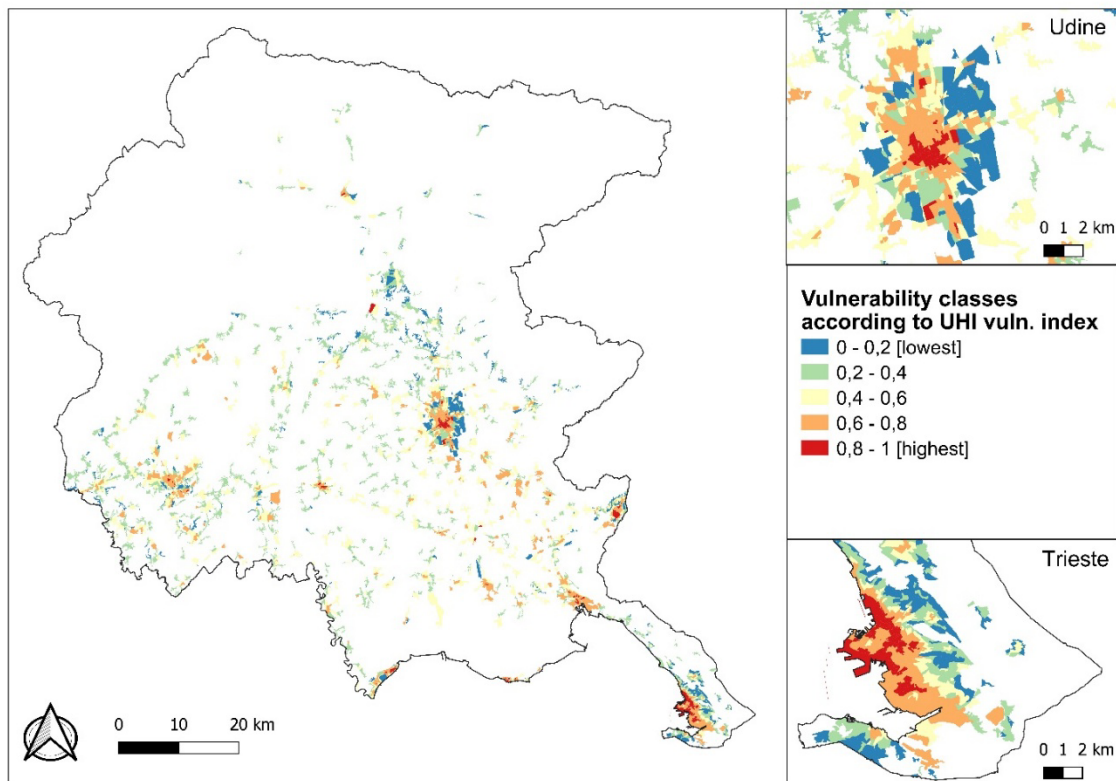 Udine
0 1 2 km
Vulnerability classes
according to UHI vuln. index
0 - 0,2 [lowest]
0,2 - 0,4
0,4 - 0,6
0,6 - 0,8
0,8 - 1 [highest]
Trieste
0 1 2 km
0 10 20 km